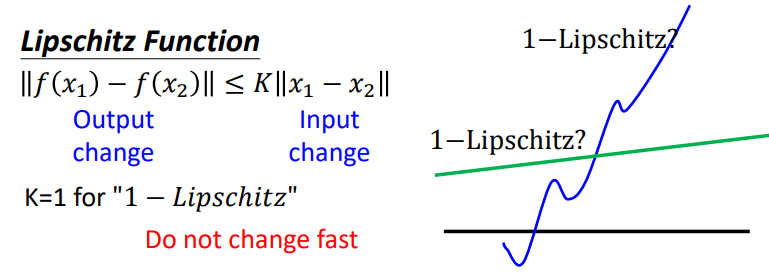 Lipschitz Function
‖f(x₁) − f(x₂)‖ ≤ K‖x₁ − x₂‖
Output change
Input change
K=1 for "1 − Lipschitz"
Do not change fast
1−Lipschitz?
1−Lipschitz?